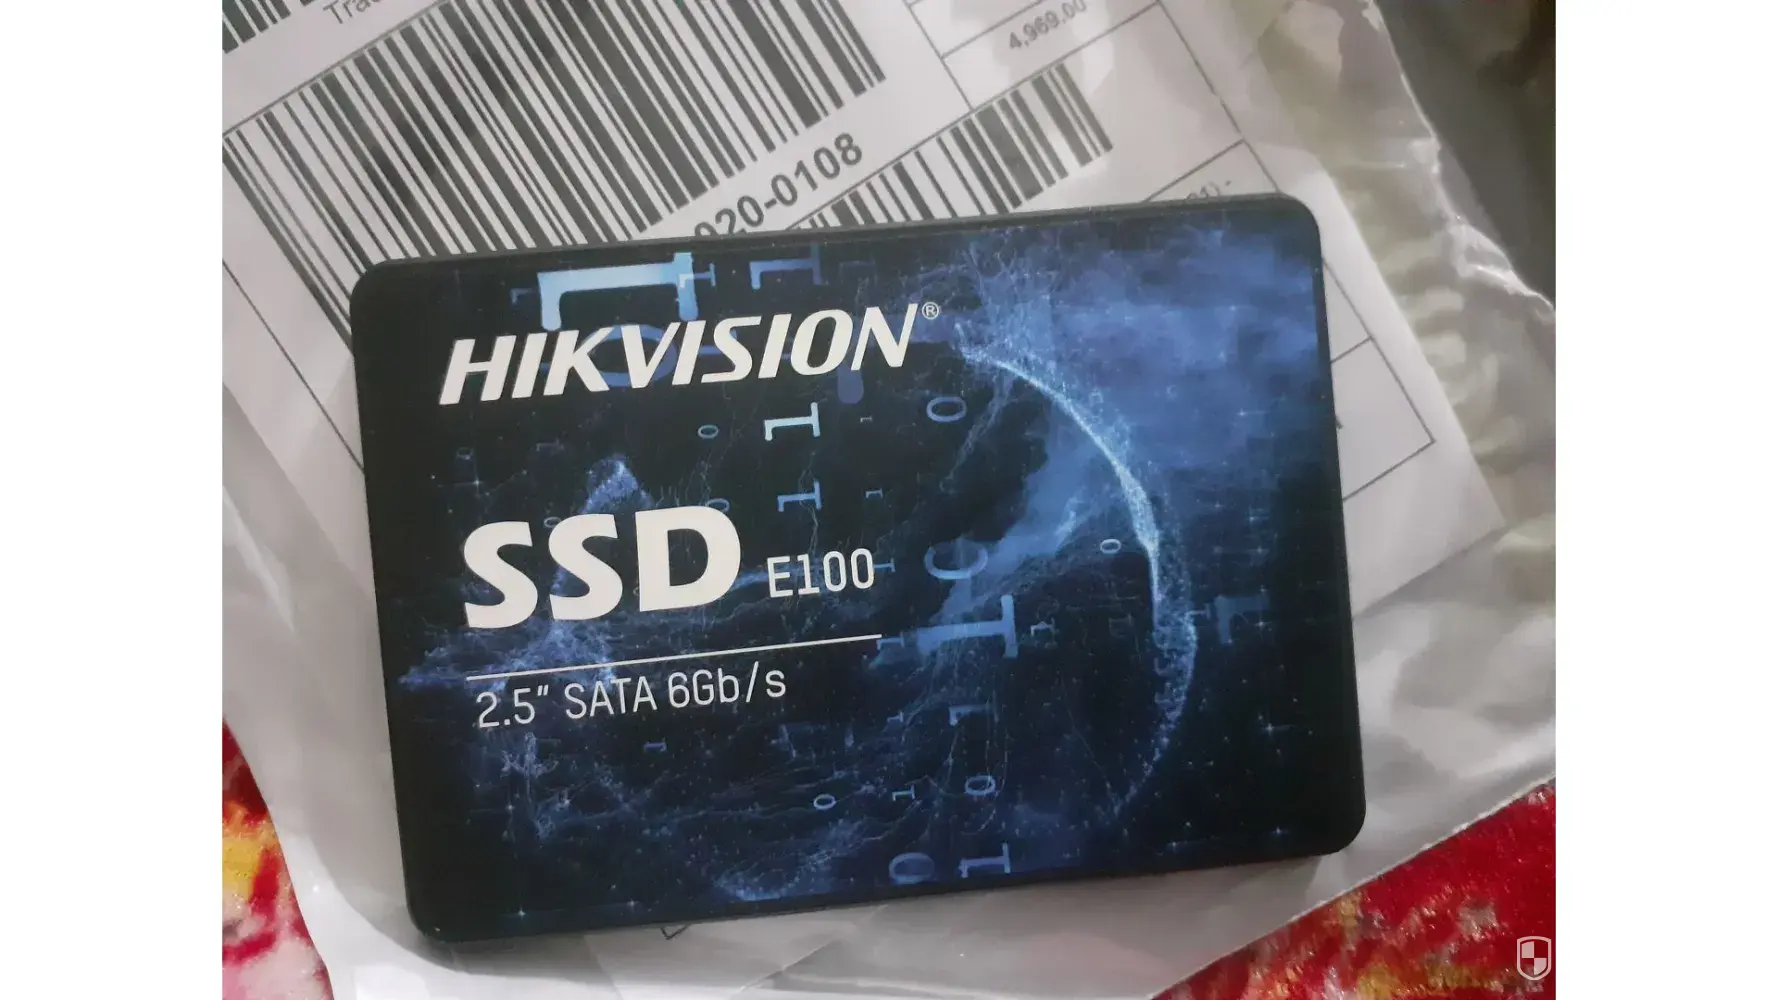 4,969.00
020-0108
HIKVISION®
SSD E100
2.5" SATA 6Gb/s